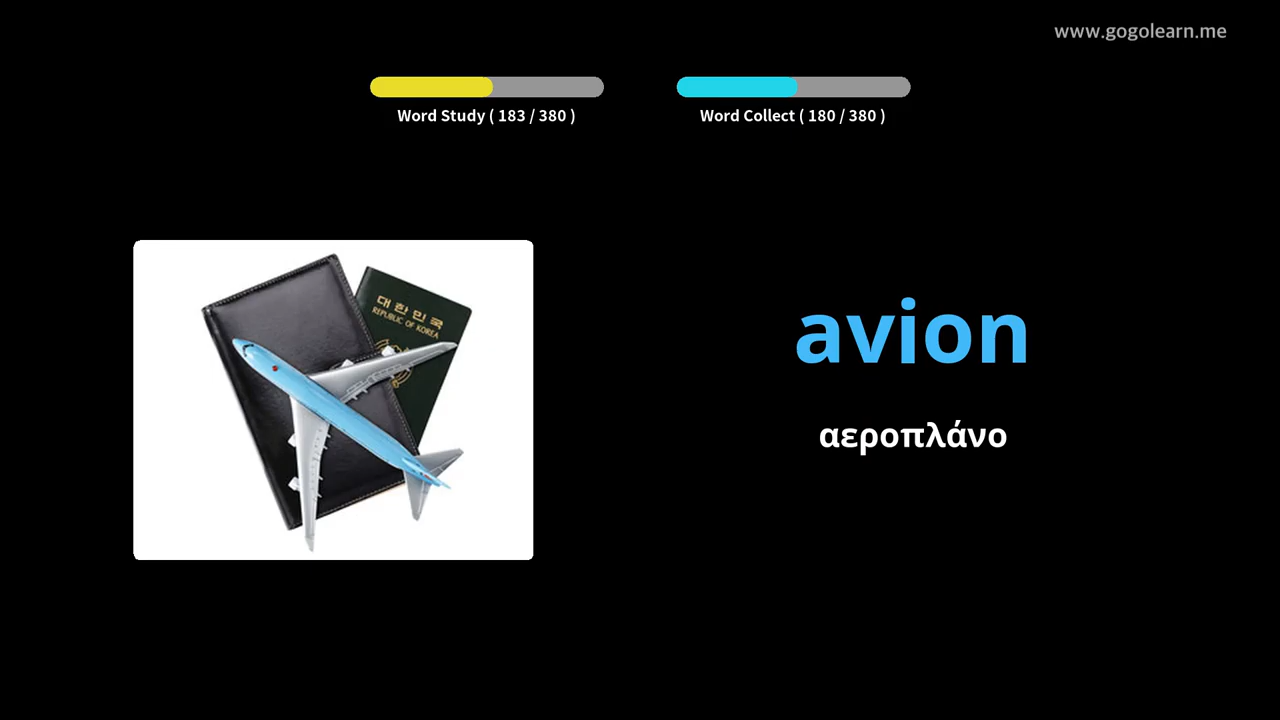 www.gogolearn.me
Word Study ( 183 / 380 )
Word Collect ( 180 / 380 )
대한민국
REPUBLIC OF KOREA
avion
αεροπλάνο